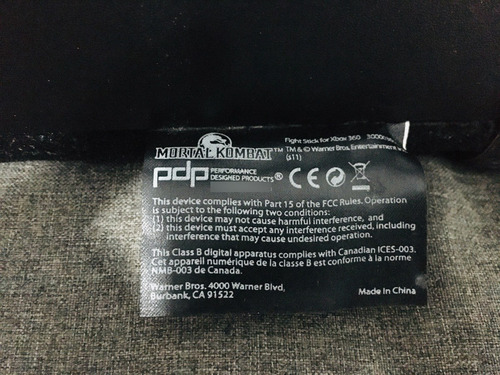 Fight Stick for Xbox 360
MORTAL KOMBAT™ TM & © Warner Bros. Entertainment
(s11)
pdp PERFORMANCE
DESIGNED PRODUCTS® CE
This device complies with Part 15 of the FCC Rules. Operation
is subject to the following two conditions:
(1) this device may not cause harmful interference, and
(2) this device must accept any interference received, including
interference that may cause undesired operation.
This Class B digital apparatus complies with Canadian ICES-003.
Cet appareil numérique de la classe B est conforme à la norme
NMB-003 de Canada.
Warner Bros. 4000 Warner Blvd,
Burbank, CA 91522
Made In China